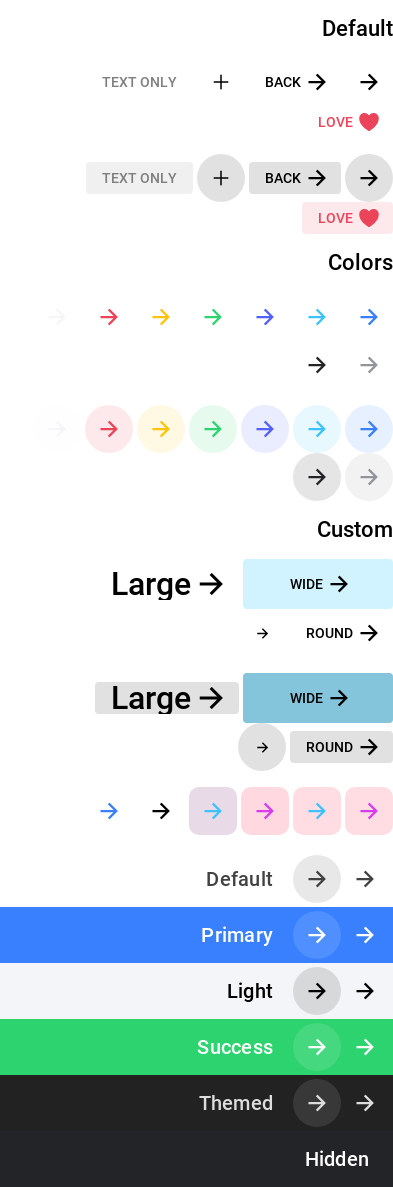 Default
TEXT ONLY BACK
LOVE
TEXT ONLY BACK
LOVE
Colors
Custom
Large WIDE
ROUND
Large WIDE
ROUND
Default
Primary
Light
Success
Themed
Hidden